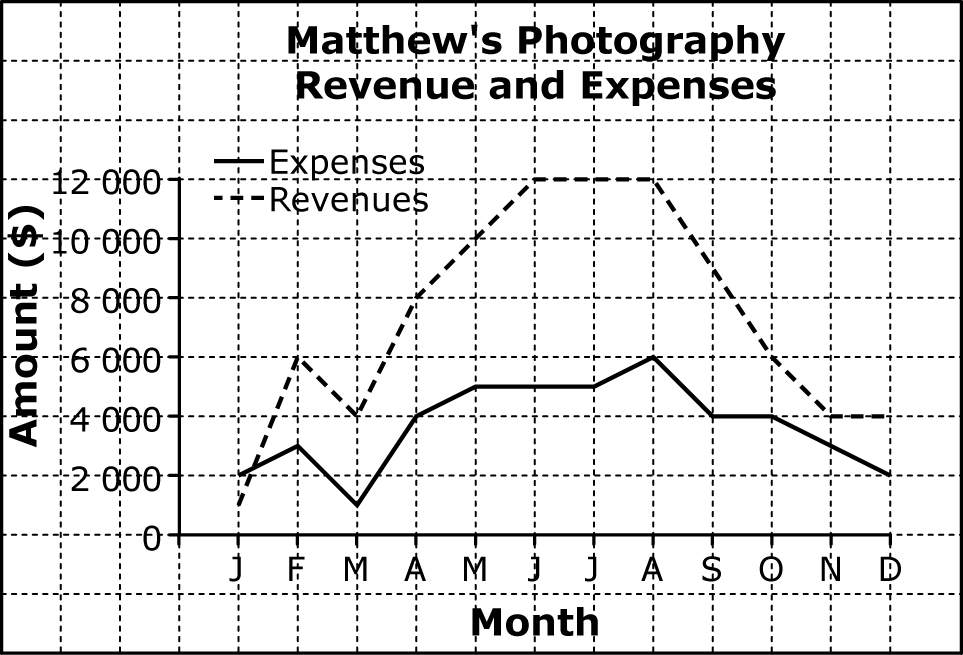 Matthew's Photography
Revenue and Expenses
Expenses
Revenues
Amount ($)
12 000
10 000
8 000
6 000
4 000
2 000
0
J F M A M J J A S O N D
Month